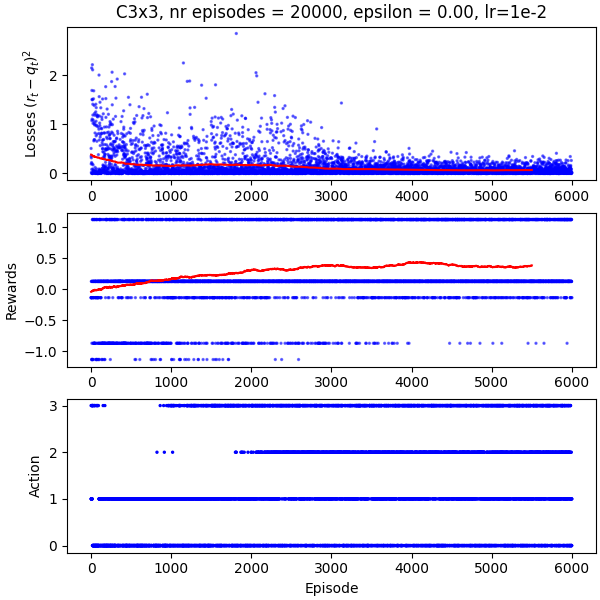 C3x3, nr episodes = 20000, epsilon = 0.00, lr=1e-2
Losses (r_t − q_t)^2
2
1
0
0 1000 2000 3000 4000 5000 6000
Rewards
1.0
0.5
0.0
−0.5
−1.0
0 1000 2000 3000 4000 5000 6000
Action
3
2
1
0
0 1000 2000 3000 4000 5000 6000
Episode